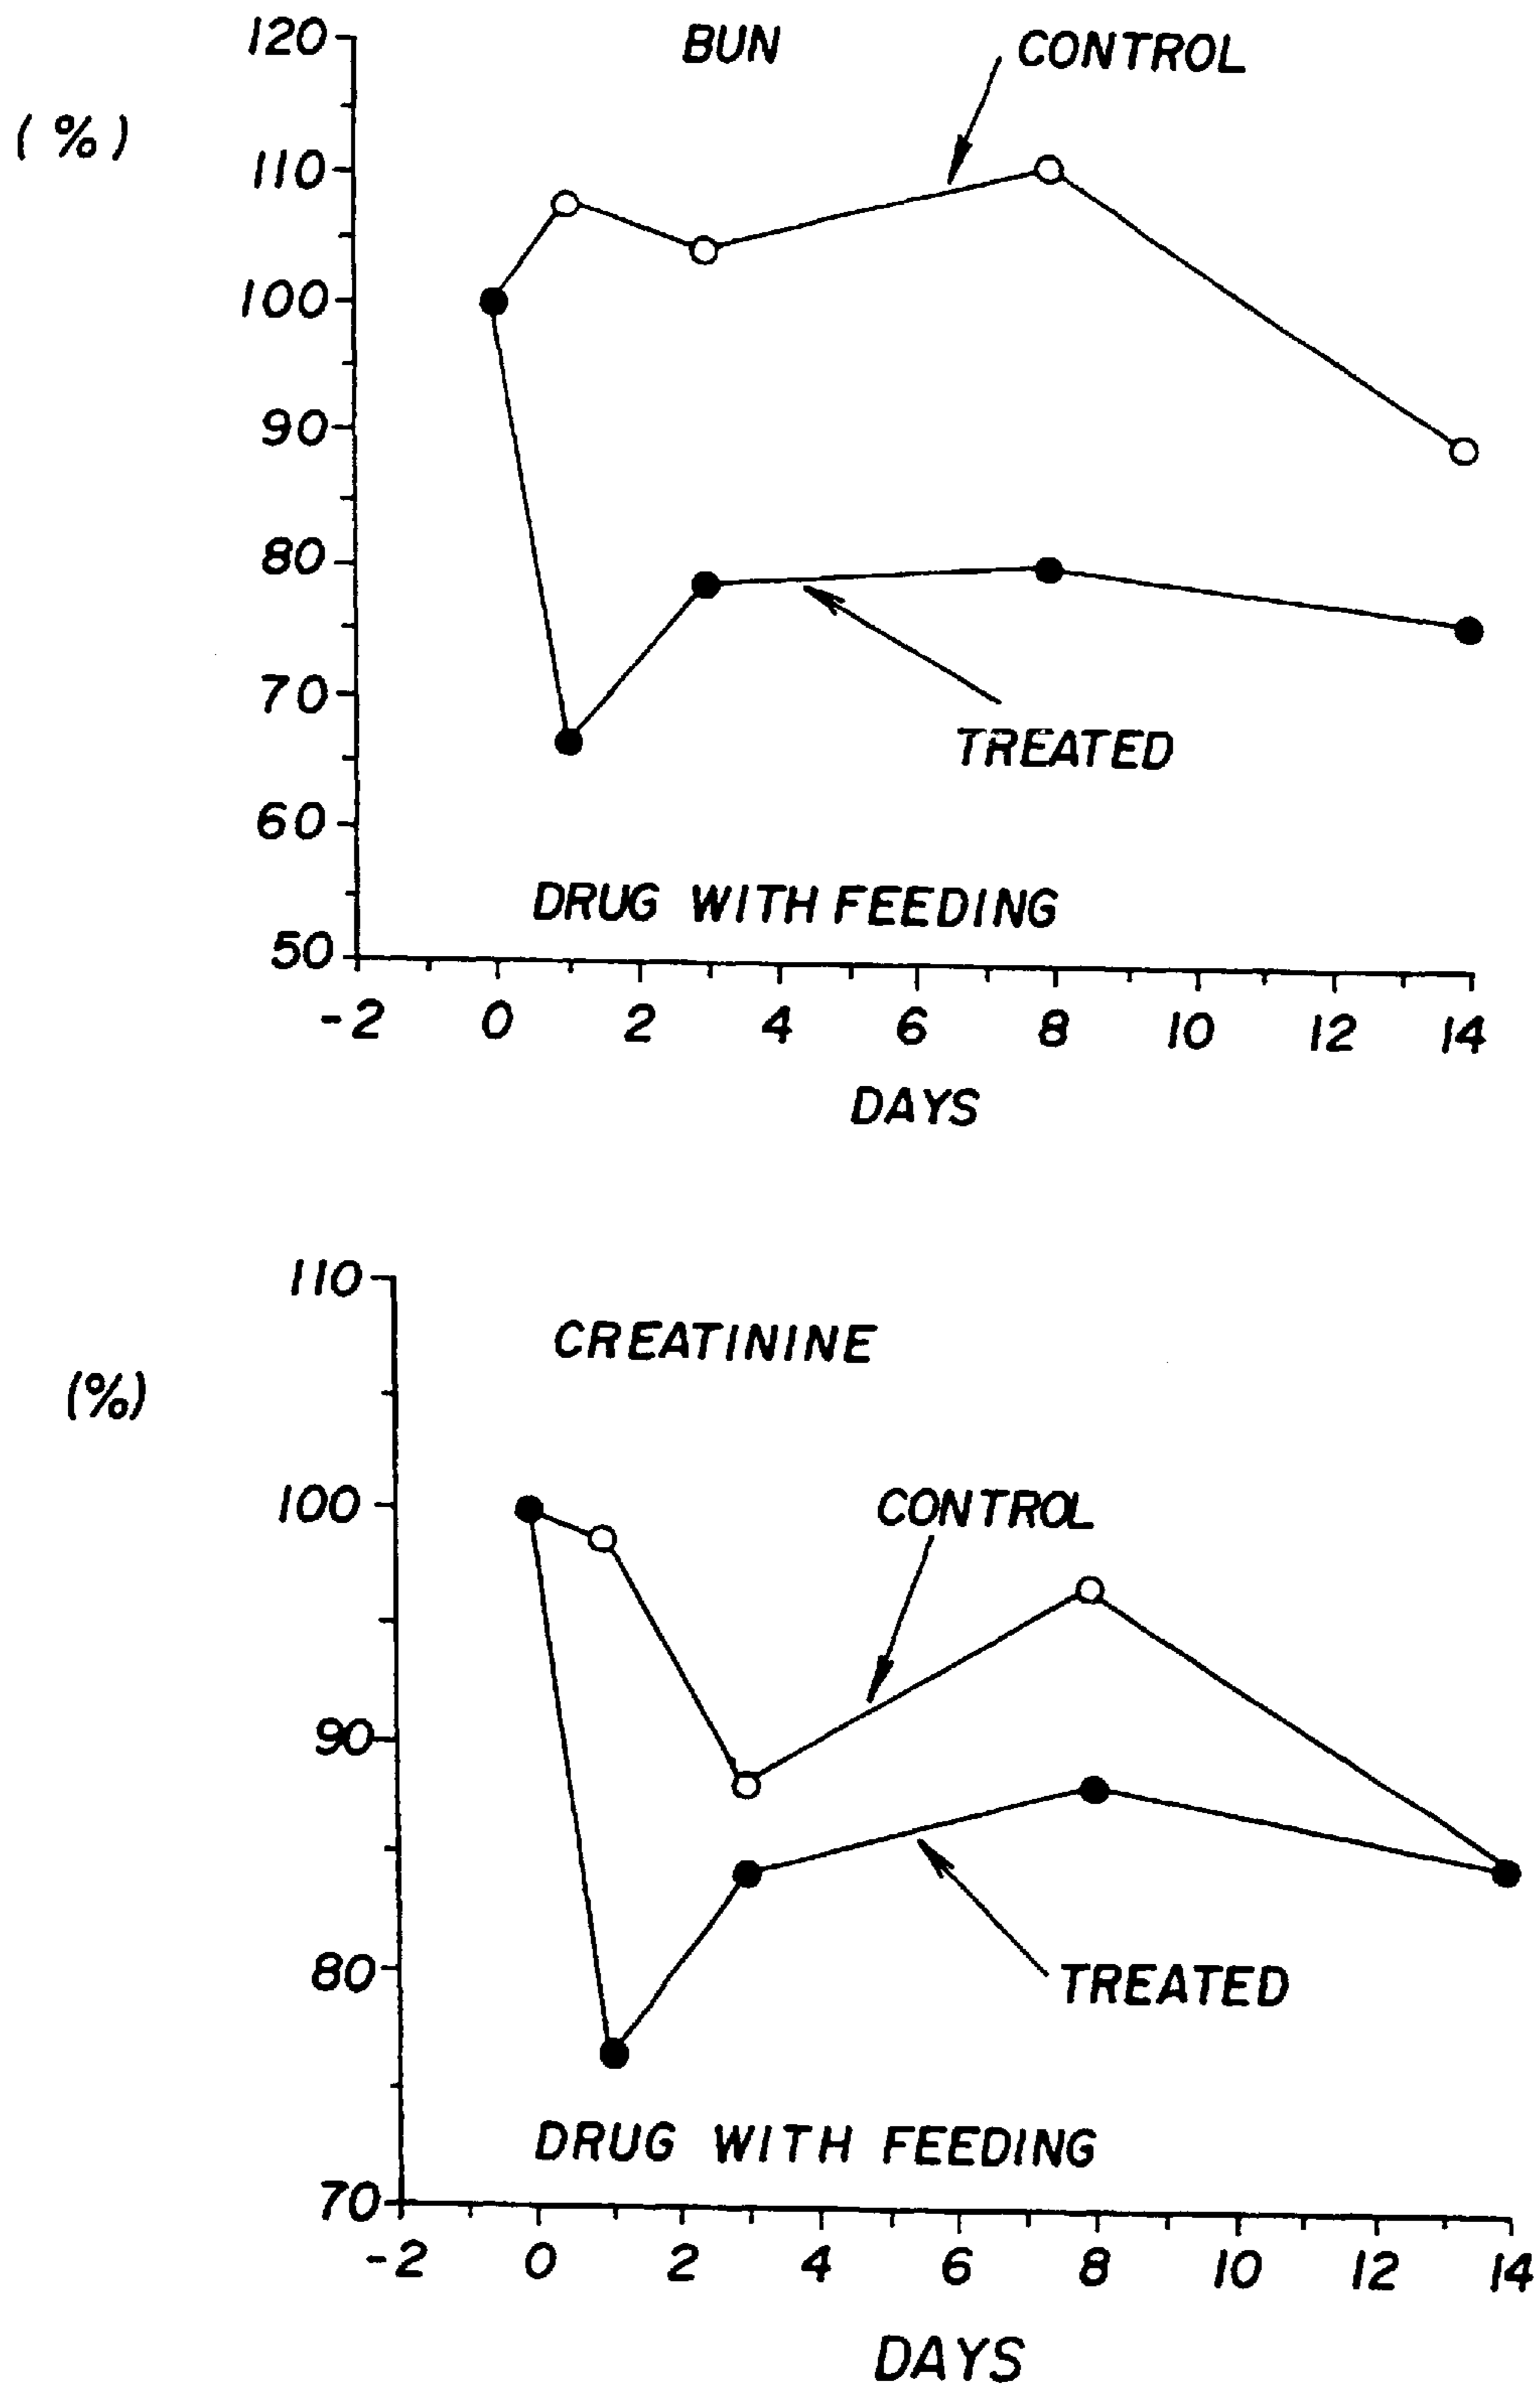 120
BUN
CONTROL
(%)
110
100
90
80
70
TREATED
60
DRUG WITH FEEDING
50
-2 0 2 4 6 8 10 12 14
DAYS
110
CREATININE
(%)
100
CONTROL
90
80
TREATED
DRUG WITH FEEDING
70
-2 0 2 4 6 8 10 12 14
DAYS